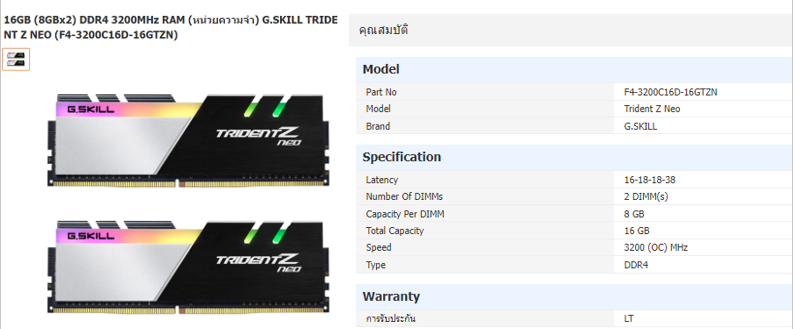 16GB (8GBx2) DDR4 3200MHz RAM (หน่วยความจำ) G.SKILL TRIDE
NT Z NEO (F4-3200C16D-16GTZN)
G.SKILL
TRIDENTZ
neo
G.SKILL
TRIDENTZ
neo
คุณสมบัติ
Model
Part No F4-3200C16D-16GTZN
Model Trident Z Neo
Brand G.SKILL
Specification
Latency 16-18-18-38
Number Of DIMMs 2 DIMM(s)
Capacity Per DIMM 8 GB
Total Capacity 16 GB
Speed 3200 (OC) MHz
Type DDR4
Warranty
การรับประกัน LT